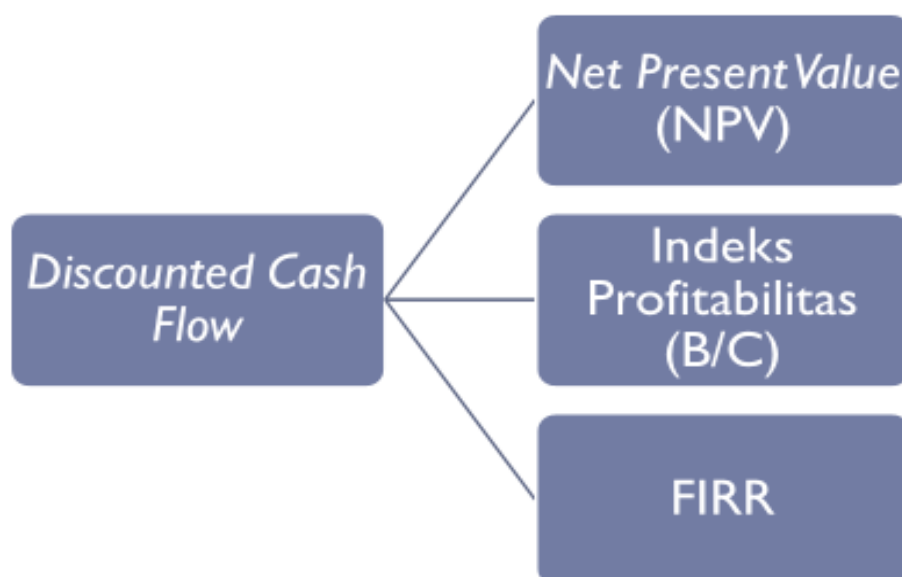 Discounted Cash
Flow
Net Present Value
(NPV)
Indeks
Profitabilitas
(B/C)
FIRR